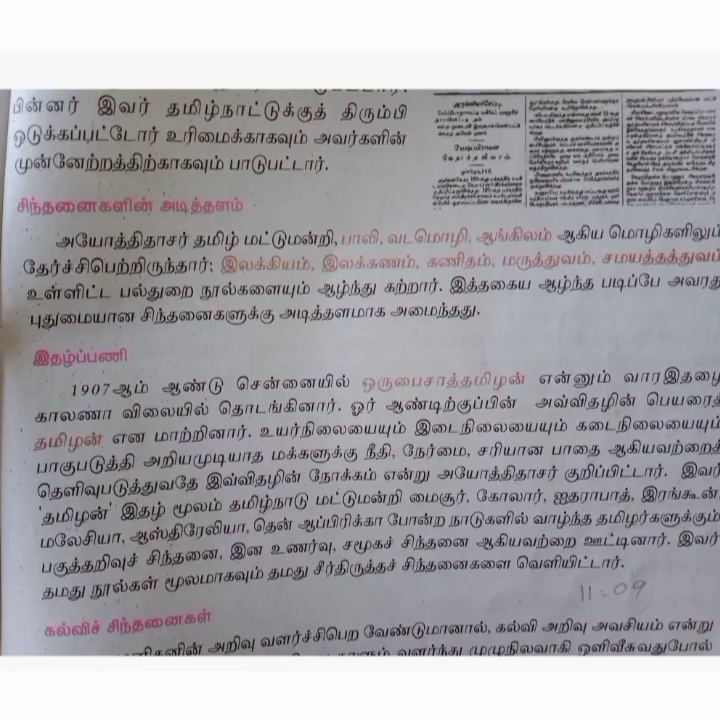 பின்னர் இவர் தமிழ்நாட்டுக்குத் திரும்பி
ஒடுக்கப்பட்டோர் உரிமைக்காகவும் அவர்களின்
முன்னேற்றத்திற்காகவும் பாடுபட்டார்.
சிந்தனைகளின் அடித்தளம்
அயோத்திதாசர் தமிழ் மட்டுமன்றி, பாலி, வடமொழி, ஆங்கிலம் ஆகிய மொழிகளிலும்
தேர்ச்சிபெற்றிருந்தார்; இலக்கியம், இலக்கணம், கணிதம், மருத்துவம், சமயத்தத்துவம்
உள்ளிட்ட பல்துறை நூல்களையும் ஆழ்ந்து கற்றார். இத்தகைய ஆழ்ந்த படிப்பே அவரது
புதுமையான சிந்தனைகளுக்கு அடித்தளமாக அமைந்தது.
இதழ்ப்பணி
1907ஆம் ஆண்டு சென்னையில் ஒருபைசாத்தமிழன் என்னும் வாரஇதழை
காலணா விலையில் தொடங்கினார். ஓர் ஆண்டிற்குப்பின் அவ்விதழின் பெயரைத்
தமிழன் என மாற்றினார். உயர்நிலையையும் இடைநிலையையும் கடைநிலையையும்
பாகுபடுத்தி அறியமுடியாத மக்களுக்கு நீதி, நேர்மை, சரியான பாதை ஆகியவற்றைத்
தெளிவுபடுத்துவதே இவ்விதழின் நோக்கம் என்று அயோத்திதாசர் குறிப்பிட்டார். இவர்
'தமிழன்' இதழ் மூலம் தமிழ்நாடு மட்டுமன்றி மைசூர், கோலார், ஐதராபாத், இரங்கூன்,
மலேசியா, ஆஸ்திரேலியா, தென் ஆப்பிரிக்கா போன்ற நாடுகளில் வாழ்ந்த தமிழர்களுக்கும்
பகுத்தறிவுச் சிந்தனை, இன உணர்வு, சமூகச் சிந்தனை ஆகியவற்றை ஊட்டினார். இவர்
தமது நூல்கள் மூலமாகவும் தமது சீர்திருத்தச் சிந்தனைகளை வெளியிட்டார்.
11.09
கல்விச் சிந்தனைகள்
அறிவு வளர்ச்சிபெற வேண்டுமானால், கல்வி அறிவு அவசியம் என்று
வளர்ந்து முழுநிலவாகி ஒளிவீசுவதுபோல்